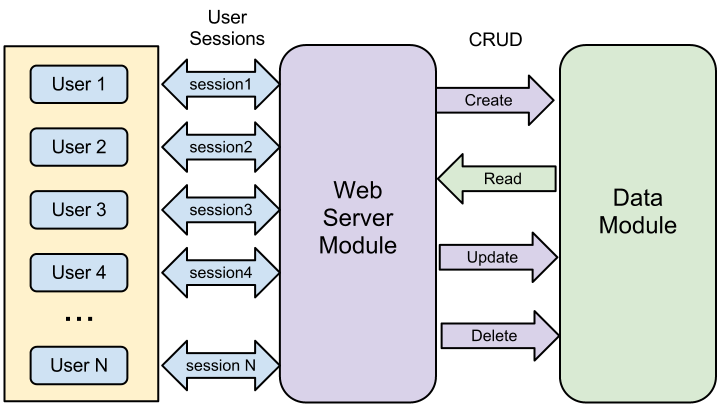 User
Sessions
CRUD
User 1
session1
Create
User 2
session2
Read
User 3
session3
Web
Server
Module
Data
Module
User 4
session4
Update
...
Delete
User N
session N